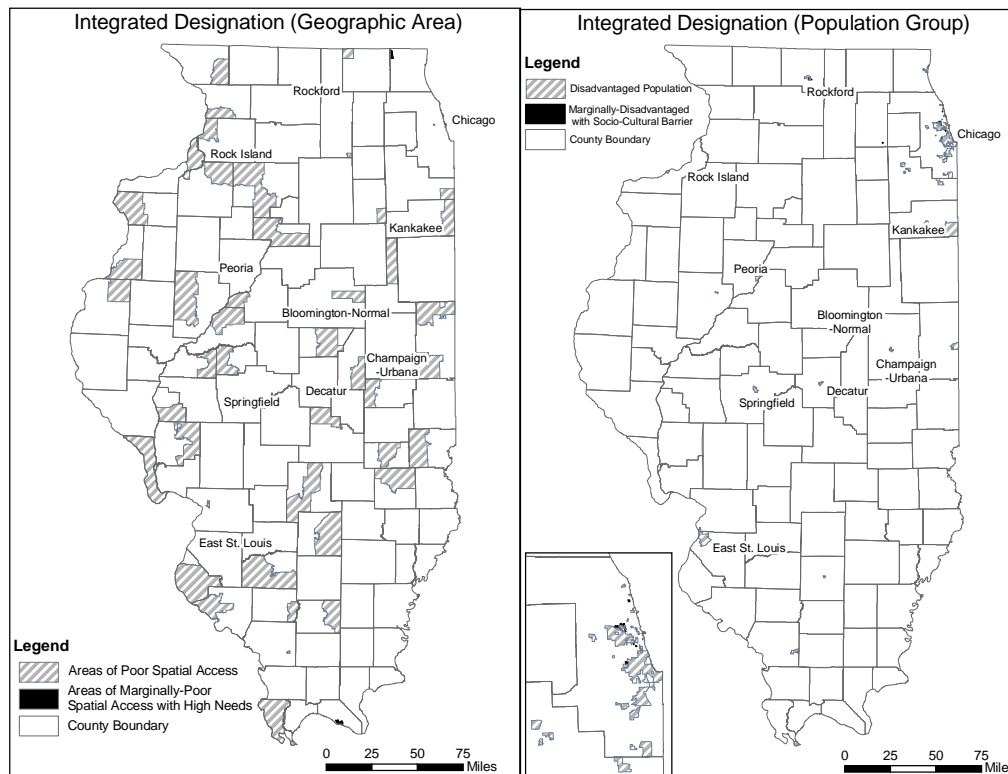 Integrated Designation (Geographic Area)
Rockford
Chicago
Rock Island
Kankakee
Peoria
Bloomington-Normal
Champaign
-Urbana
Decatur
Springfield
East St. Louis
Legend
Areas of Poor Spatial Access
Areas of Marginally-Poor
Spatial Access with High Needs
County Boundary
0 25 50 75
Miles
Integrated Designation (Population Group)
Legend
Disadvantaged Population
Marginally-Disadvantaged
with Socio-Cultural Barrier
County Boundary
Rockford
Chicago
Rock Island
Kankakee
Peoria
Bloomington
-Normal
Champaign
-Urbana
Decatur
Springfield
East St. Louis
0 25 50 75
Miles